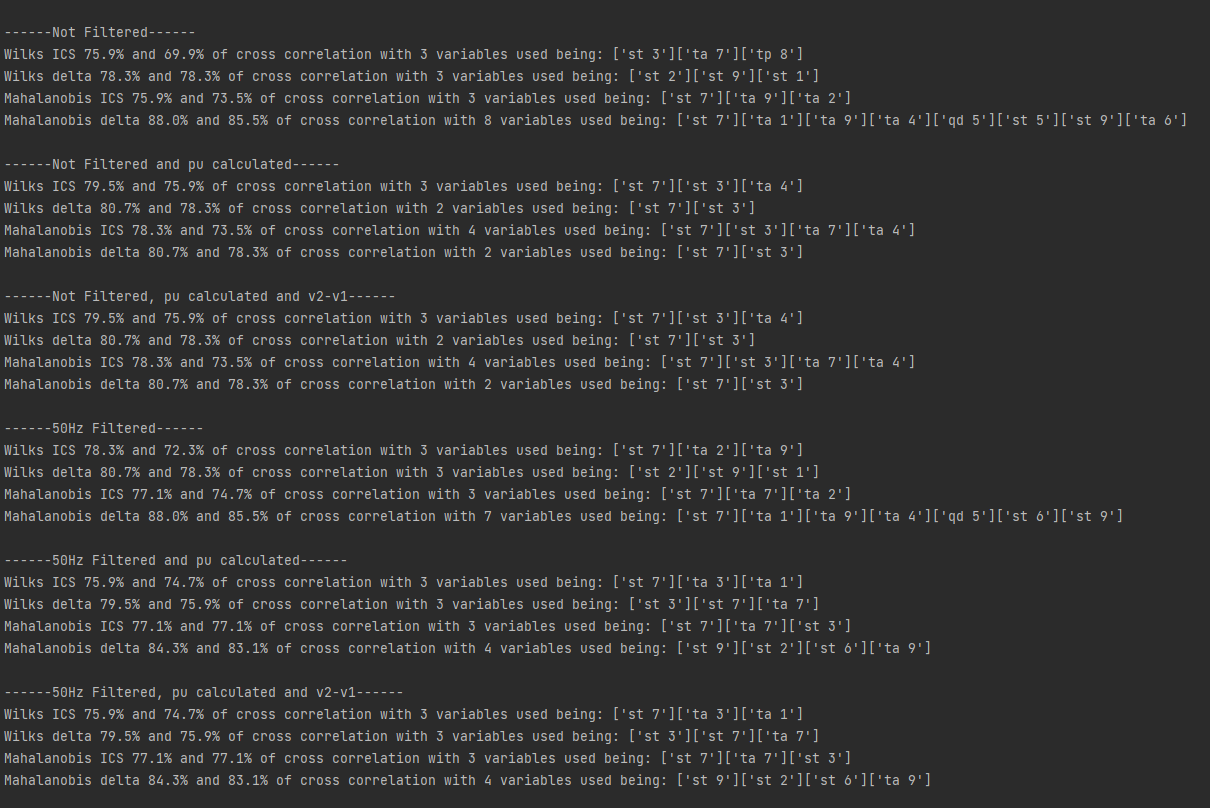 ------Not Filtered------
Wilks ICS 75.9% and 69.9% of cross correlation with 3 variables used being: ['st 3']['ta 7']['tp 8']
Wilks delta 78.3% and 78.3% of cross correlation with 3 variables used being: ['st 2']['st 9']['st 1']
Mahalanobis ICS 75.9% and 73.5% of cross correlation with 3 variables used being: ['st 7']['ta 9']['ta 2']
Mahalanobis delta 88.0% and 85.5% of cross correlation with 8 variables used being: ['st 7']['ta 1']['ta 9']['ta 4']['qd 5']['st 5']['st 9']['ta 6']
------Not Filtered and pu calculated------
Wilks ICS 79.5% and 75.9% of cross correlation with 3 variables used being: ['st 7']['st 3']['ta 4']
Wilks delta 80.7% and 78.3% of cross correlation with 2 variables used being: ['st 7']['st 3']
Mahalanobis ICS 78.3% and 73.5% of cross correlation with 4 variables used being: ['st 7']['st 3']['ta 7']['ta 4']
Mahalanobis delta 80.7% and 78.3% of cross correlation with 2 variables used being: ['st 7']['st 3']
------Not Filtered, pu calculated and v2-v1------
Wilks ICS 79.5% and 75.9% of cross correlation with 3 variables used being: ['st 7']['st 3']['ta 4']
Wilks delta 80.7% and 78.3% of cross correlation with 2 variables used being: ['st 7']['st 3']
Mahalanobis ICS 78.3% and 73.5% of cross correlation with 4 variables used being: ['st 7']['st 3']['ta 7']['ta 4']
Mahalanobis delta 80.7% and 78.3% of cross correlation with 2 variables used being: ['st 7']['st 3']
------50Hz Filtered------
Wilks ICS 78.3% and 72.3% of cross correlation with 3 variables used being: ['st 7']['ta 2']['ta 9']
Wilks delta 80.7% and 78.3% of cross correlation with 3 variables used being: ['st 2']['st 9']['st 1']
Mahalanobis ICS 77.1% and 74.7% of cross correlation with 3 variables used being: ['st 7']['ta 7']['ta 2']
Mahalanobis delta 88.0% and 85.5% of cross correlation with 7 variables used being: ['st 7']['ta 1']['ta 9']['ta 4']['qd 5']['st 6']['st 9']
------50Hz Filtered and pu calculated------
Wilks ICS 75.9% and 74.7% of cross correlation with 3 variables used being: ['st 7']['ta 3']['ta 1']
Wilks delta 79.5% and 75.9% of cross correlation with 3 variables used being: ['st 3']['st 7']['ta 7']
Mahalanobis ICS 77.1% and 77.1% of cross correlation with 3 variables used being: ['st 7']['ta 7']['st 3']
Mahalanobis delta 84.3% and 83.1% of cross correlation with 4 variables used being: ['st 9']['st 2']['st 6']['ta 9']
------50Hz Filtered, pu calculated and v2-v1------
Wilks ICS 75.9% and 74.7% of cross correlation with 3 variables used being: ['st 7']['ta 3']['ta 1']
Wilks delta 79.5% and 75.9% of cross correlation with 3 variables used being: ['st 3']['st 7']['ta 7']
Mahalanobis ICS 77.1% and 77.1% of cross correlation with 3 variables used being: ['st 7']['ta 7']['st 3']
Mahalanobis delta 84.3% and 83.1% of cross correlation with 4 variables used being: ['st 9']['st 2']['st 6']['ta 9']